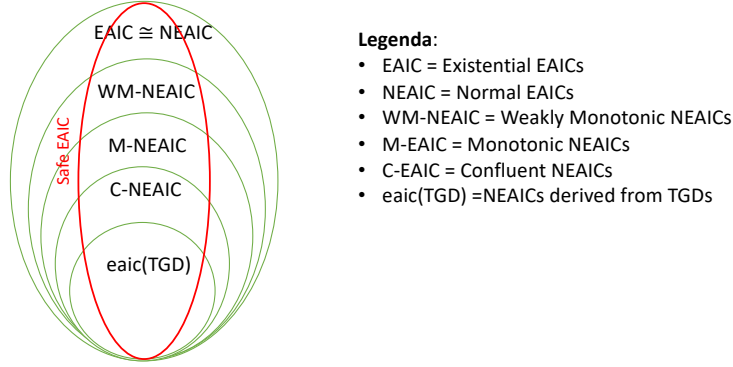 EAIC ≅ NEAIC
WM-NEAIC
M-NEAIC
Safe EAIC
C-NEAIC
eaic(TGD)
Legenda:
• EAIC = Existential EAICs
• NEAIC = Normal EAICs
• WM-NEAIC = Weakly Monotonic NEAICs
• M-EAIC = Monotonic NEAICs
• C-EAIC = Confluent NEAICs
• eaic(TGD) =NEAICs derived from TGDs